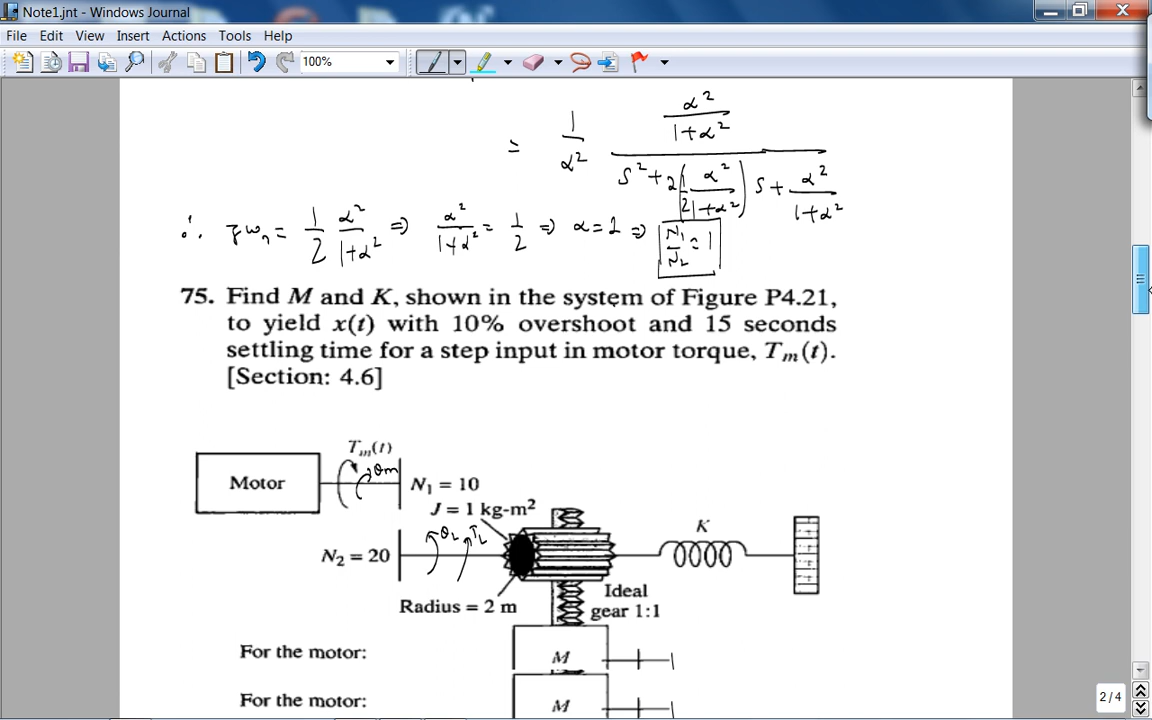 Note1.jnt - Windows Journal
File Edit View Insert Actions Tools Help
100%
= 1/α² · (α²/(1+α²)) / (s² + 2(1/2 α²/(1+α²)) s + α²/(1+α²))
∴ ζωn = 1/2 α²/(1+α²) ⇒ α²/(1+α²) = 1/2 ⇒ α = 1 ⇒ N₁/N₂ = 1
75. Find M and K, shown in the system of Figure P4.21,
to yield x(t) with 10% overshoot and 15 seconds
settling time for a step input in motor torque, Tm(t).
[Section: 4.6]
Tm(t)
θm
Motor
N₁ = 10
J = 1 kg-m²
θL TL
K
N₂ = 20
Ideal
gear 1:1
Radius = 2 m
For the motor:
M
For the motor:
M
2 / 4